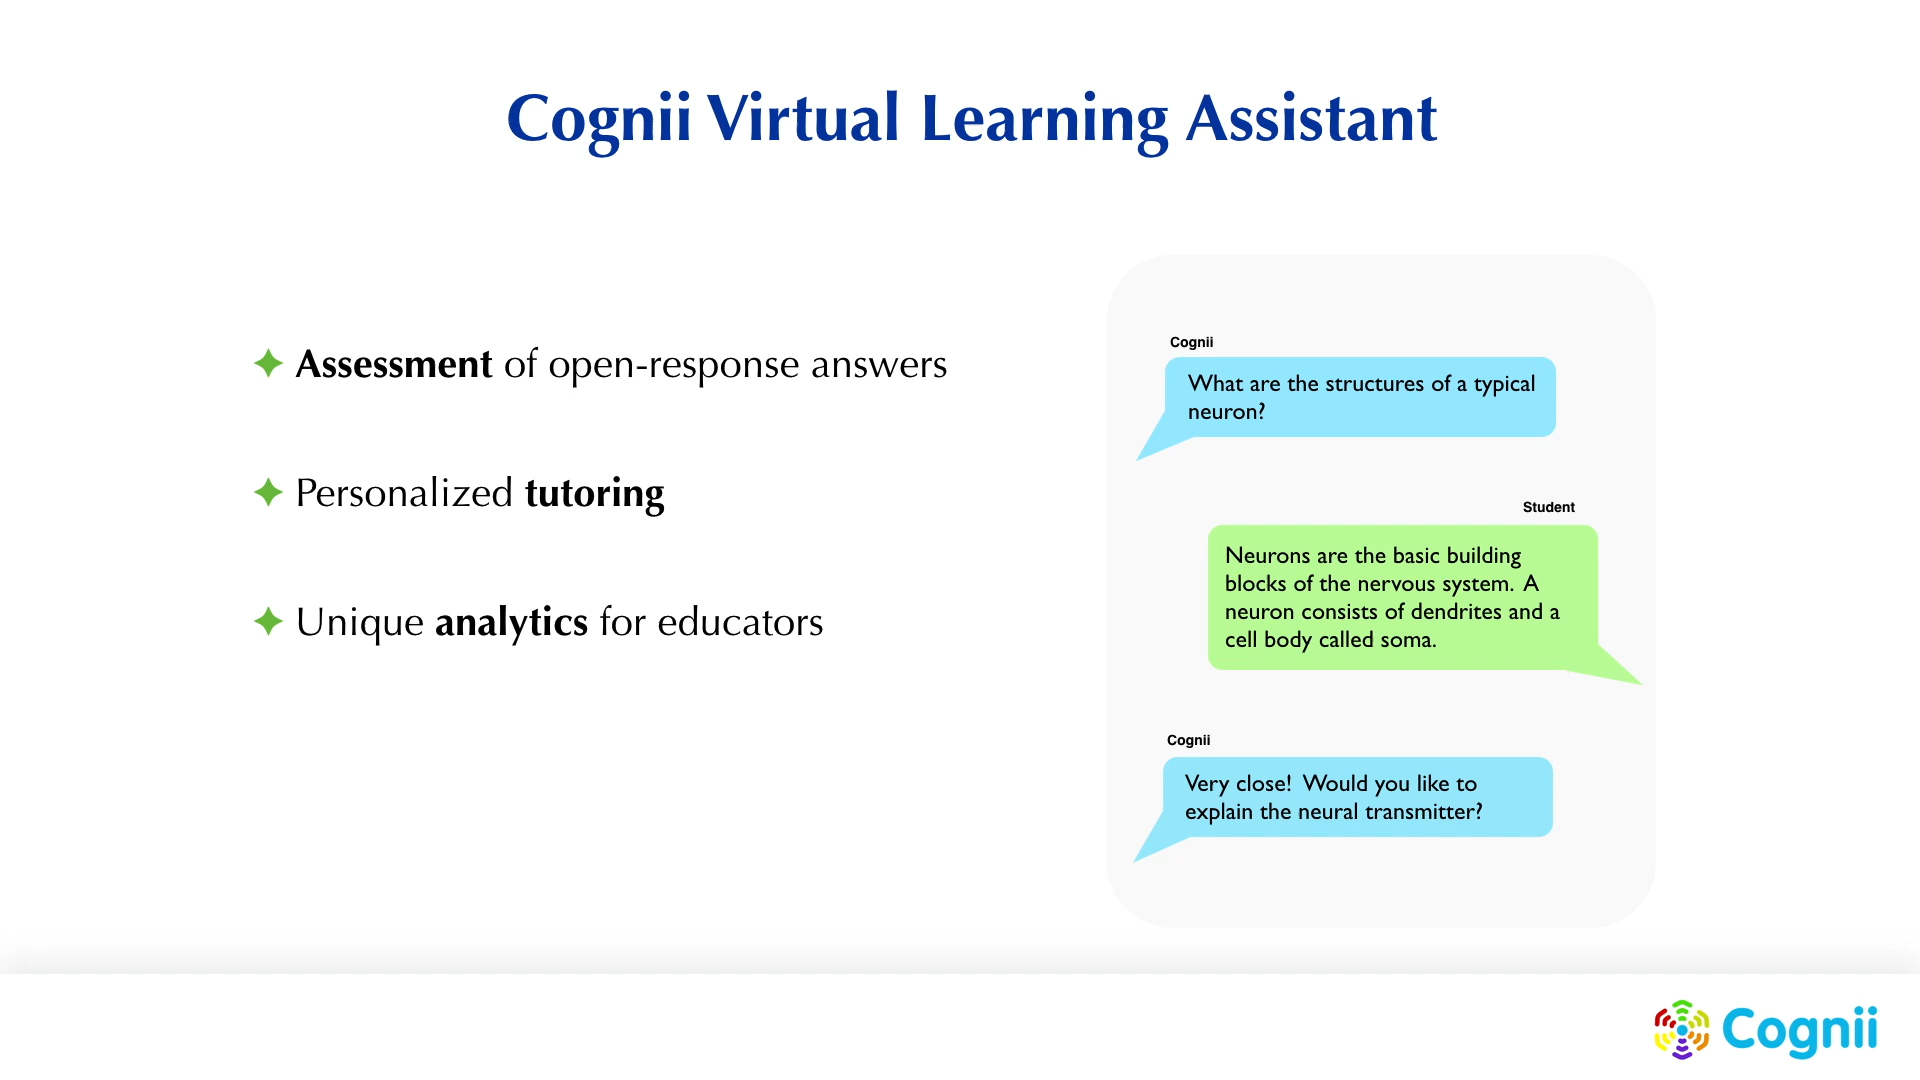 Cognii Virtual Learning Assistant
Assessment of open-response answers
Personalized tutoring
Unique analytics for educators
Cognii
What are the structures of a typical
neuron?
Student
Neurons are the basic building
blocks of the nervous system. A
neuron consists of dendrites and a
cell body called soma.
Cognii
Very close! Would you like to
explain the neural transmitter?
Cognii